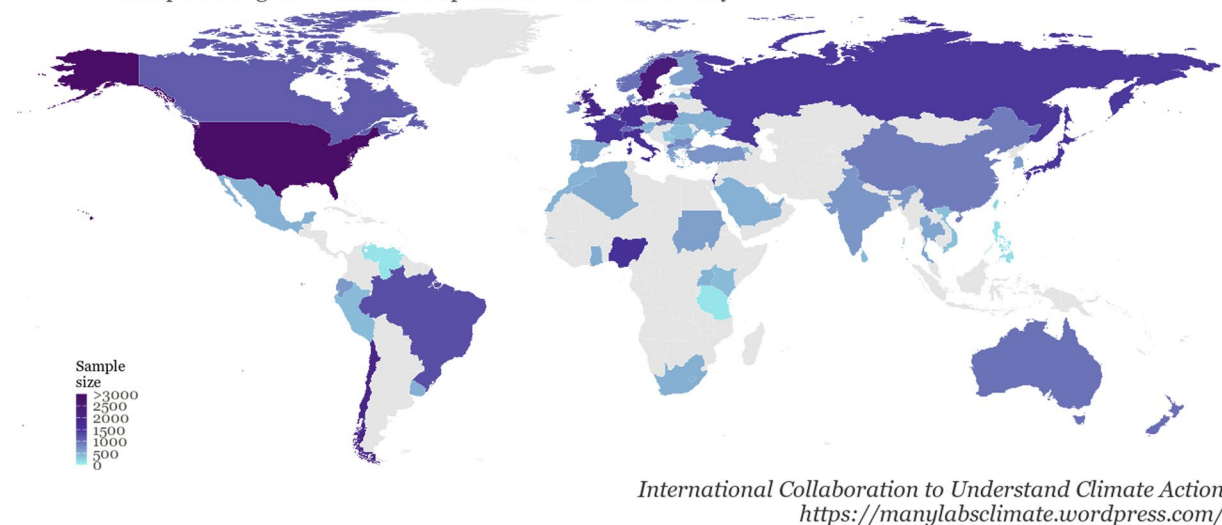 Sample
size
>3000
2500
2000
1500
1000
500
0
International Collaboration to Understand Climate Action
https://manylabsclimate.wordpress.com/